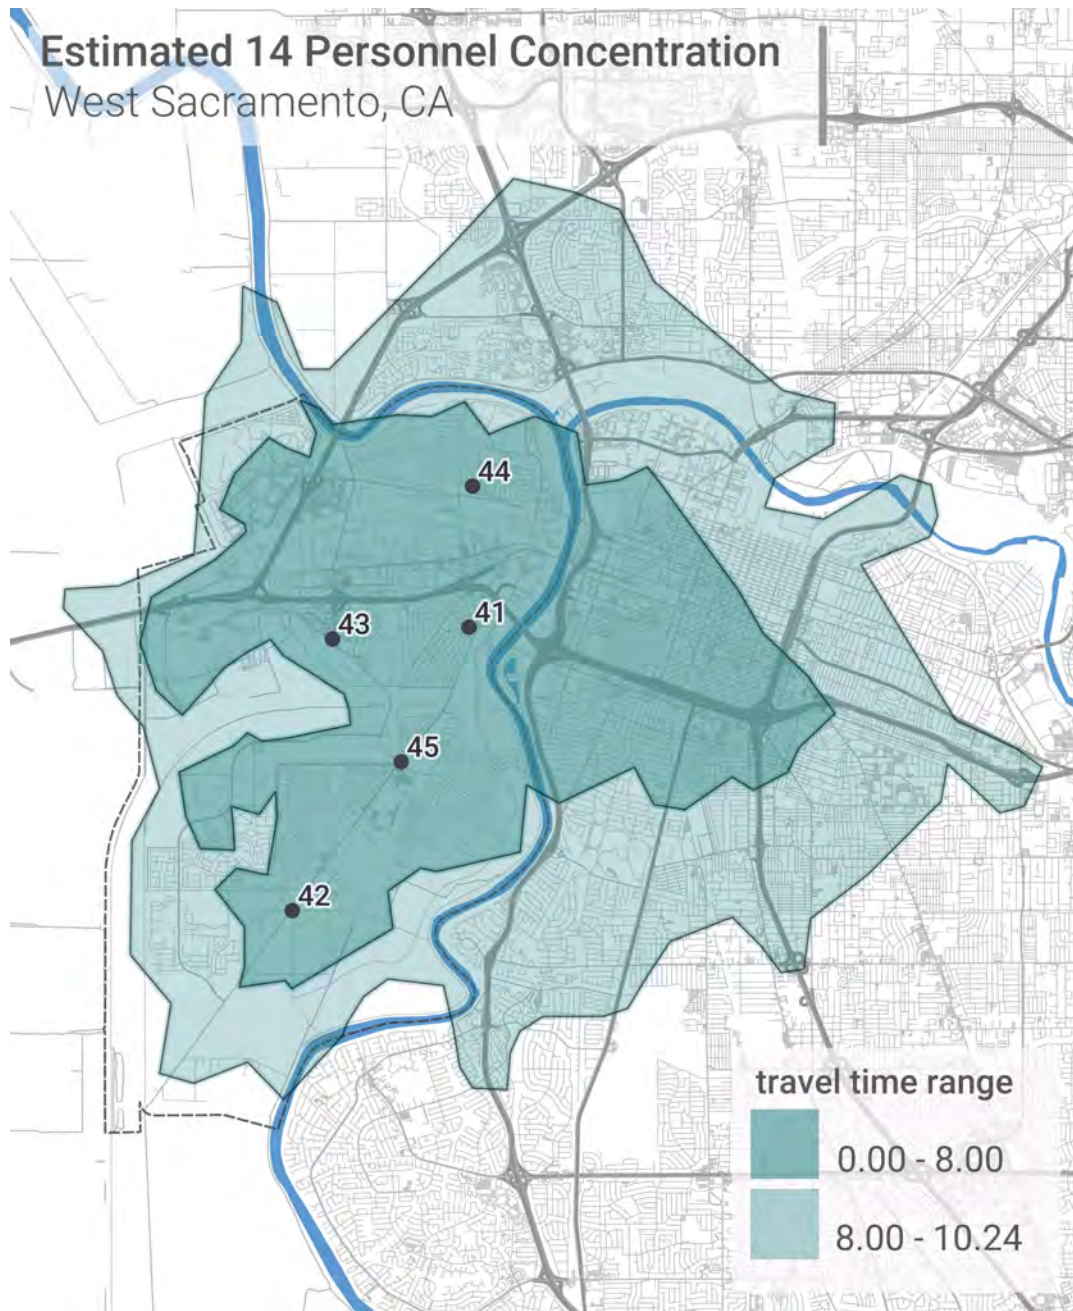 Estimated 14 Personnel Concentration
West Sacramento, CA
44
43
41
45
42
travel time range
0.00 - 8.00
8.00 - 10.24